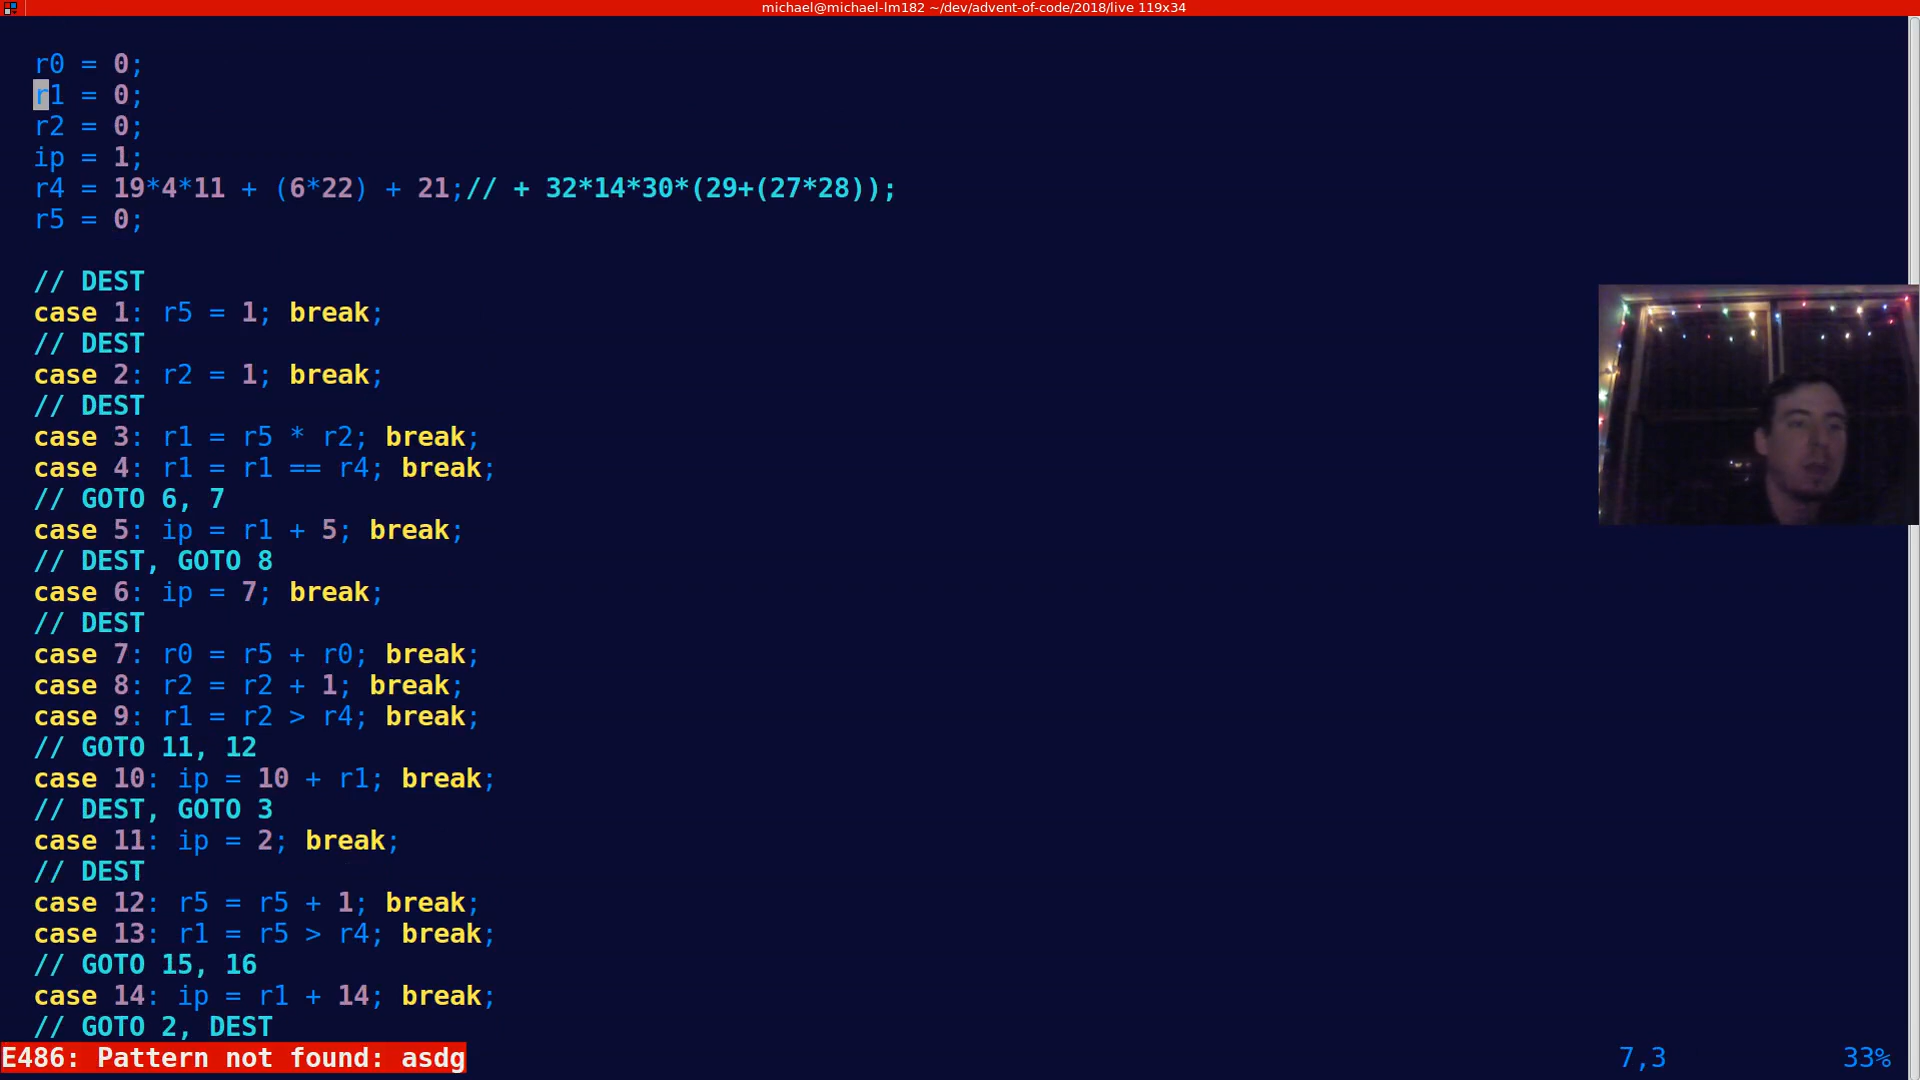 michael@michael-lm182 ~/dev/advent-of-code/2018/live 119x34
r0 = 0;
r1 = 0;
r2 = 0;
ip = 1;
r4 = 19*4*11 + (6*22) + 21;// + 32*14*30*(29+(27*28));
r5 = 0;
// DEST
case 1: r5 = 1; break;
// DEST
case 2: r2 = 1; break;
// DEST
case 3: r1 = r5 * r2; break;
case 4: r1 = r1 == r4; break;
// GOTO 6, 7
case 5: ip = r1 + 5; break;
// DEST, GOTO 8
case 6: ip = 7; break;
// DEST
case 7: r0 = r5 + r0; break;
case 8: r2 = r2 + 1; break;
case 9: r1 = r2 > r4; break;
// GOTO 11, 12
case 10: ip = 10 + r1; break;
// DEST, GOTO 3
case 11: ip = 2; break;
// DEST
case 12: r5 = r5 + 1; break;
case 13: r1 = r5 > r4; break;
// GOTO 15, 16
case 14: ip = r1 + 14; break;
// GOTO 2, DEST
E486: Pattern not found: asdg 7,3 33%